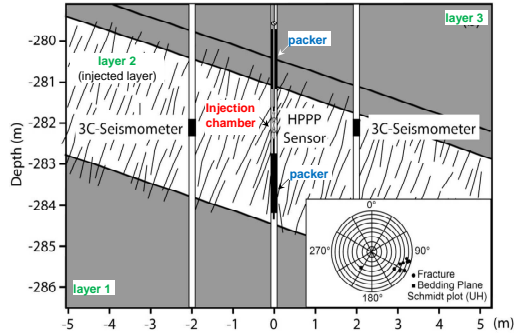 layer 3
-280
packer
layer 2
(injected layer)
-281
Injection
chamber
HPPP
Sensor
3C-Seismometer
3C-Seismometer
-282
-283
packer
-284
-285
-286
Depth (m)
layer 1
0°
270°
90°
180°
Fracture
Bedding Plane
Schmidt plot (UH)
-5 -4 -3 -2 -1 0 1 2 3 4 5 (m)